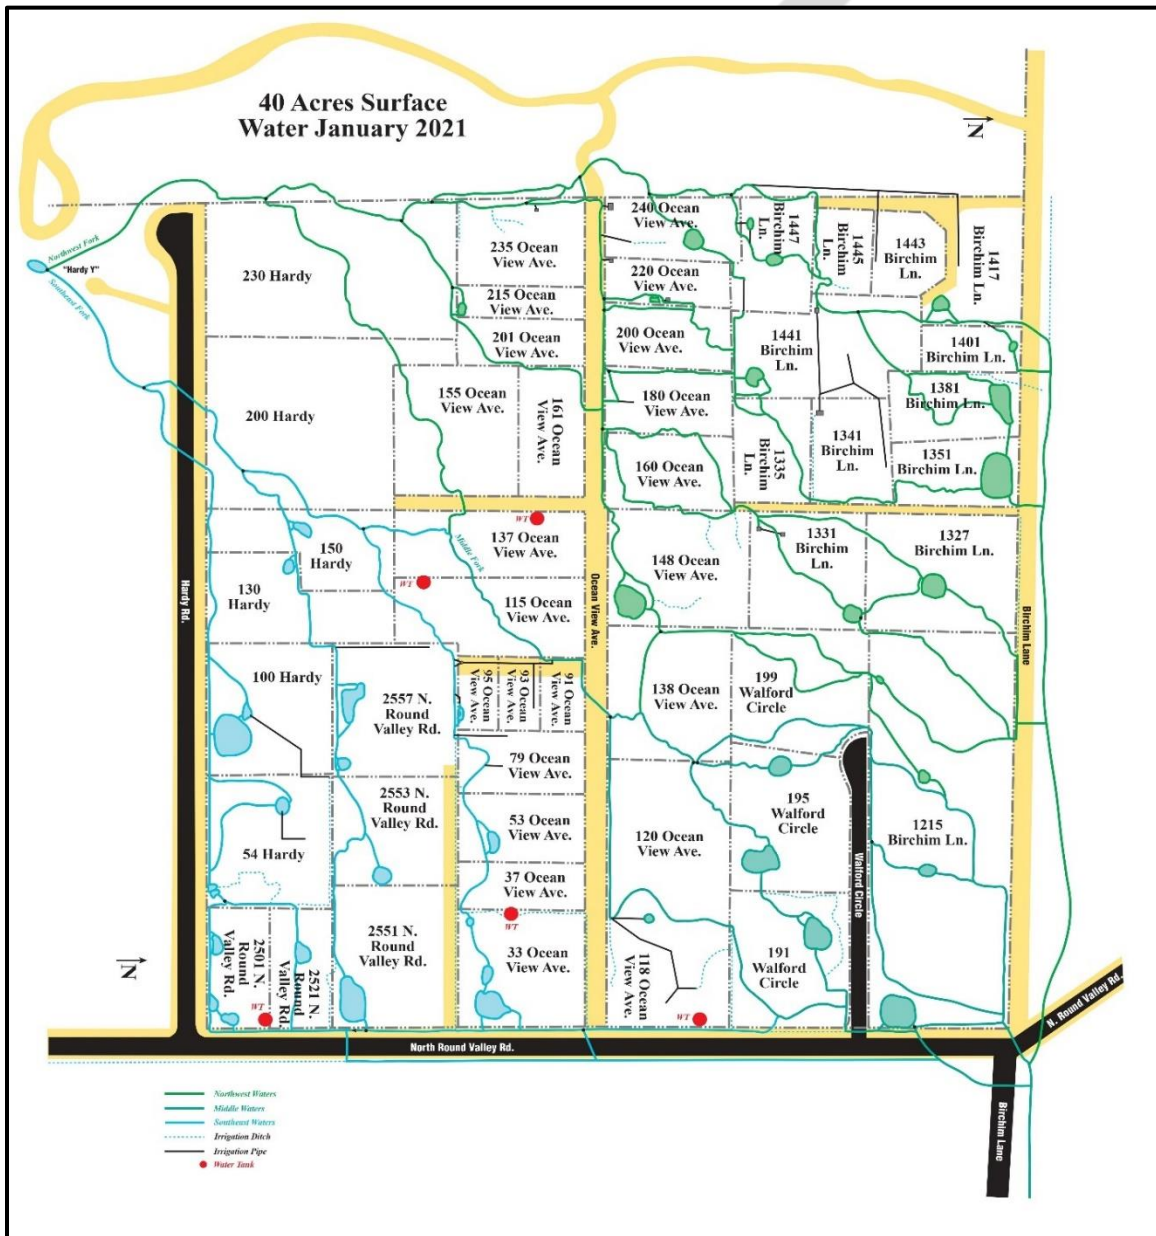 40 Acres Surface
Water January 2021
N
Northwest Fork
"Hardy Y"
Southeast Fork
230 Hardy
235 Ocean
View Ave.
215 Ocean
View Ave.
201 Ocean
View Ave.
240 Ocean
View Ave.
220 Ocean
View Ave.
200 Ocean
View Ave.
1447
Birchim
Ln.
1445
Birchim
Ln.
1443
Birchim
Ln.
1417
Birchim Ln.
1441
Birchim
Ln.
1401
Birchim Ln.
1381
Birchim Ln.
1351
Birchim Ln.
1341
Birchim
Ln.
1335
Birchim
Ln.
200 Hardy
155 Ocean
View Ave.
161 Ocean
View Ave.
180 Ocean
View Ave.
160 Ocean
View Ave.
WT
137 Ocean
View Ave.
Middle Fork
150
Hardy
130
Hardy
WT
115 Ocean
View Ave.
148 Ocean
View Ave.
1331
Birchim
Ln.
1327
Birchim Ln.
Hardy Rd.
Ocean View Ave.
Birchim Lane
100 Hardy
2557 N.
Round
Valley Rd.
95 Ocean
View Ave.
93 Ocean
View Ave.
91 Ocean
View Ave.
138 Ocean
View Ave.
199
Walford
Circle
79 Ocean
View Ave.
2553 N.
Round
Valley Rd.
53 Ocean
View Ave.
54 Hardy
37 Ocean
View Ave.
120 Ocean
View Ave.
195
Walford
Circle
1215
Birchim Ln.
Walford Circle
2501 N.
Round
Valley Rd.
WT
2521 N.
Round
Valley Rd.
2551 N.
Round
Valley Rd.
WT
33 Ocean
View Ave.
118 Ocean
View Ave.
WT
191
Walford
Circle
N
North Round Valley Rd.
N. Round Valley Rd.
Birchim Lane
Northwest Waters
Middle Waters
Southeast Waters
Irrigation Ditch
Irrigation Pipe
Water Tank